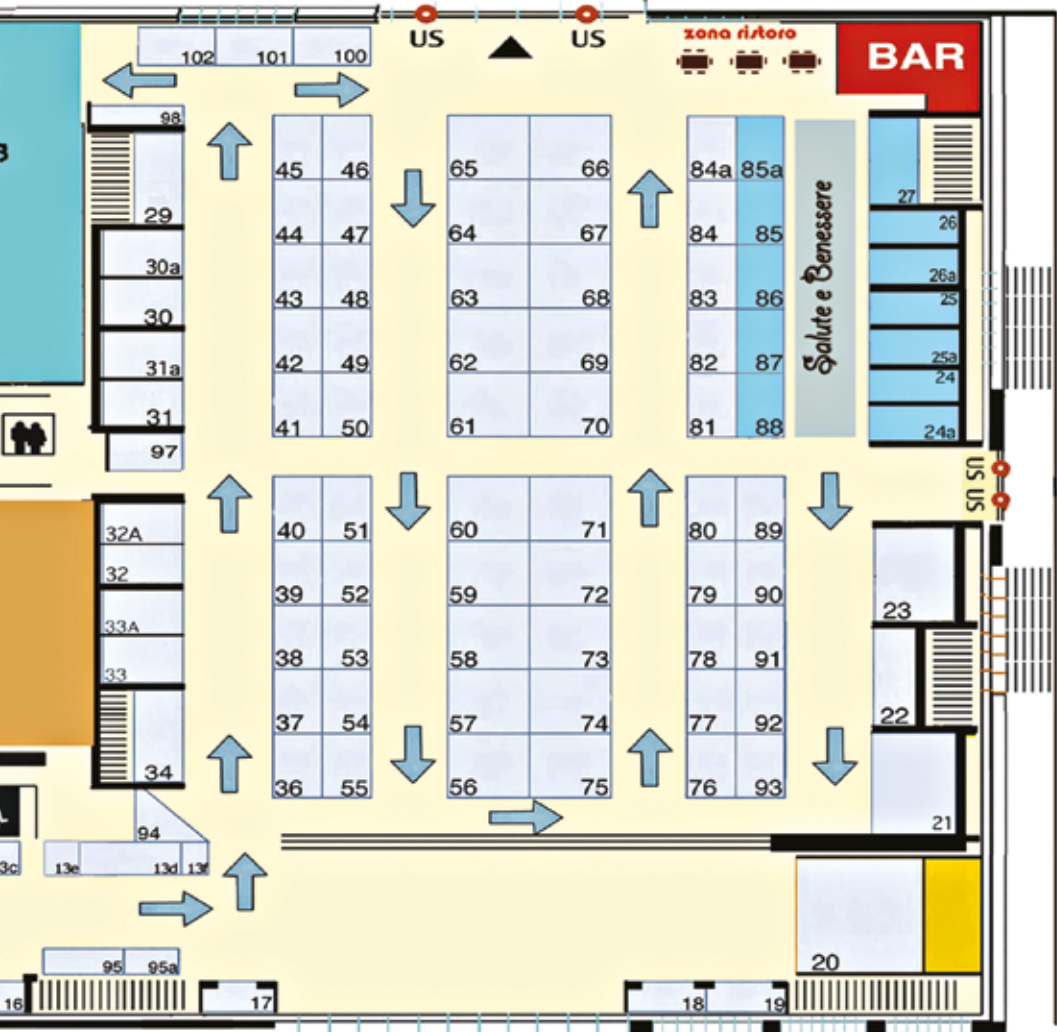 zona ristoro
US
US
BAR
102 101 100
98
3
45 46 65 66 84a 85a
27
29
44 47 64 67 84 85
26
30a
26a
43 48 63 68 83 86
25
30
Salute e Benessere
42 49 62 69 82 87
25a
31a
24
31
41 50 61 70 81 88
24a
97
US US
32A
40 51 60 71 80 89
32
39 52 59 72 79 90
23
33A
38 53 58 73 78 91
33
37 54 57 74 77 92
22
34
36 55 56 75 76 93
21
94
3c 13e 13d 13f
95 95a
20
16 17 18 19